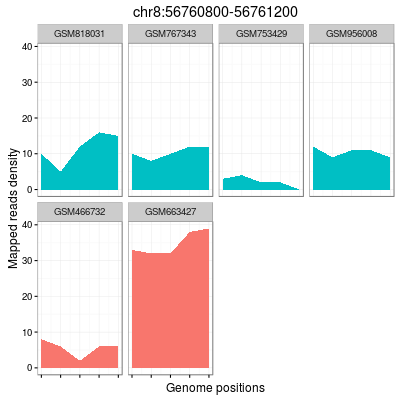 chr8:56760800-56761200
GSM818031 GSM767343 GSM753429 GSM956008
40
30
20
10
0
GSM466732 GSM663427
40
30
20
10
0
Mapped reads density
Genome positions